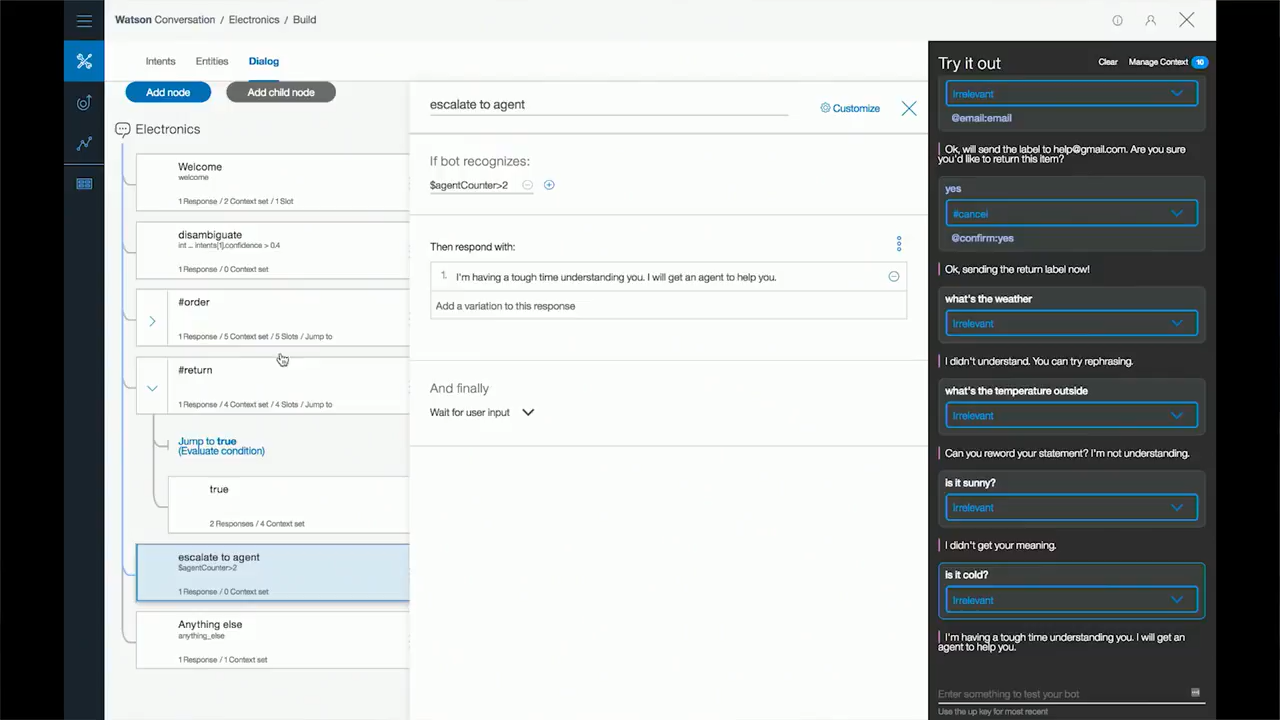 Watson Conversation / Electronics / Build
Intents
Entities
Dialog
Add node
Add child node
Electronics
Welcome
welcome
1 Response / 2 Context set / 1 Slot
disambiguate
int ... intents[1].confidence > 0.4
1 Response / 0 Context set
#order
1 Response / 5 Context set / 5 Slots / Jump to
#return
1 Response / 4 Context set / 4 Slots / Jump to
Jump to true
(Evaluate condition)
true
2 Responses / 4 Context set
escalate to agent
$agentCounter>2
1 Response / 0 Context set
Anything else
anything_else
1 Response / 1 Context set
escalate to agent
Customize
If bot recognizes:
$agentCounter>2
Then respond with:
1. I'm having a tough time understanding you. I will get an agent to help you.
Add a variation to this response
And finally
Wait for user input
Try it out
Clear
Manage Context 10
Irrelevant
@email:email
Ok, will send the label to help@gmail.com. Are you sure
you'd like to return this item?
yes
#cancel
@confirm:yes
Ok, sending the return label now!
what's the weather
Irrelevant
I didn't understand. You can try rephrasing.
what's the temperature outside
Irrelevant
Can you reword your statement? I'm not understanding.
is it sunny?
Irrelevant
I didn't get your meaning.
is it cold?
Irrelevant
I'm having a tough time understanding you. I will get an
agent to help you.
Enter something to test your bot
Use the up key for most recent